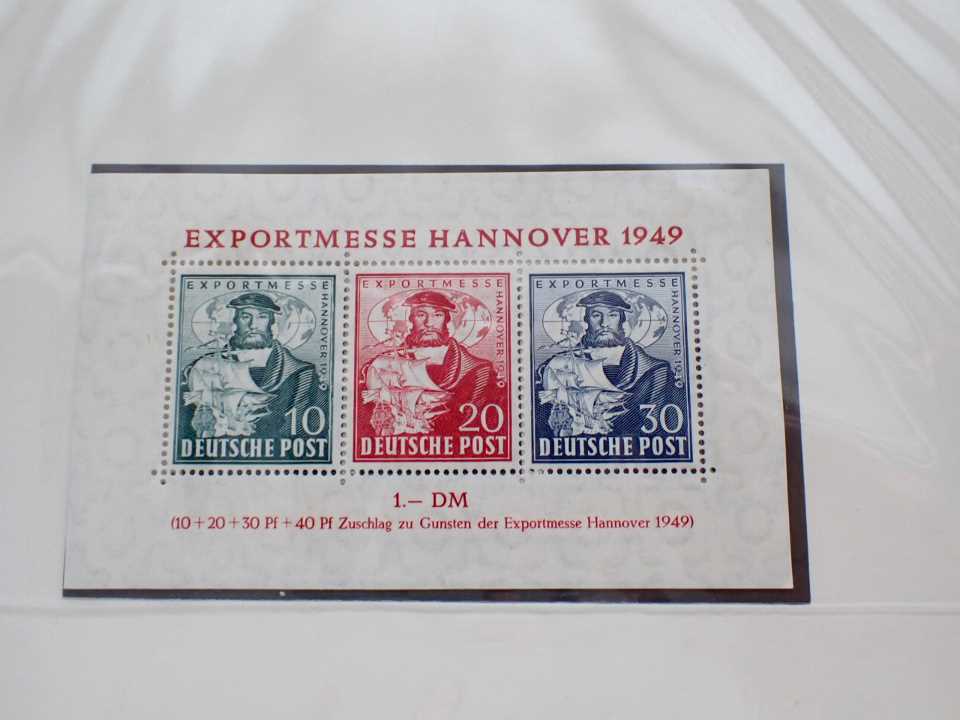 EXPORTMESSE HANNOVER 1949
EXPORTMESSE
HANNOVER 1949
10
DEUTSCHE POST
EXPORTMESSE
HANNOVER 1949
20
DEUTSCHE POST
EXPORTMESSE
HANNOVER 1949
30
DEUTSCHE POST
1.— DM
(10+20+30 Pf+40 Pf Zuschlag zu Gunsten der Exportmesse Hannover 1949)